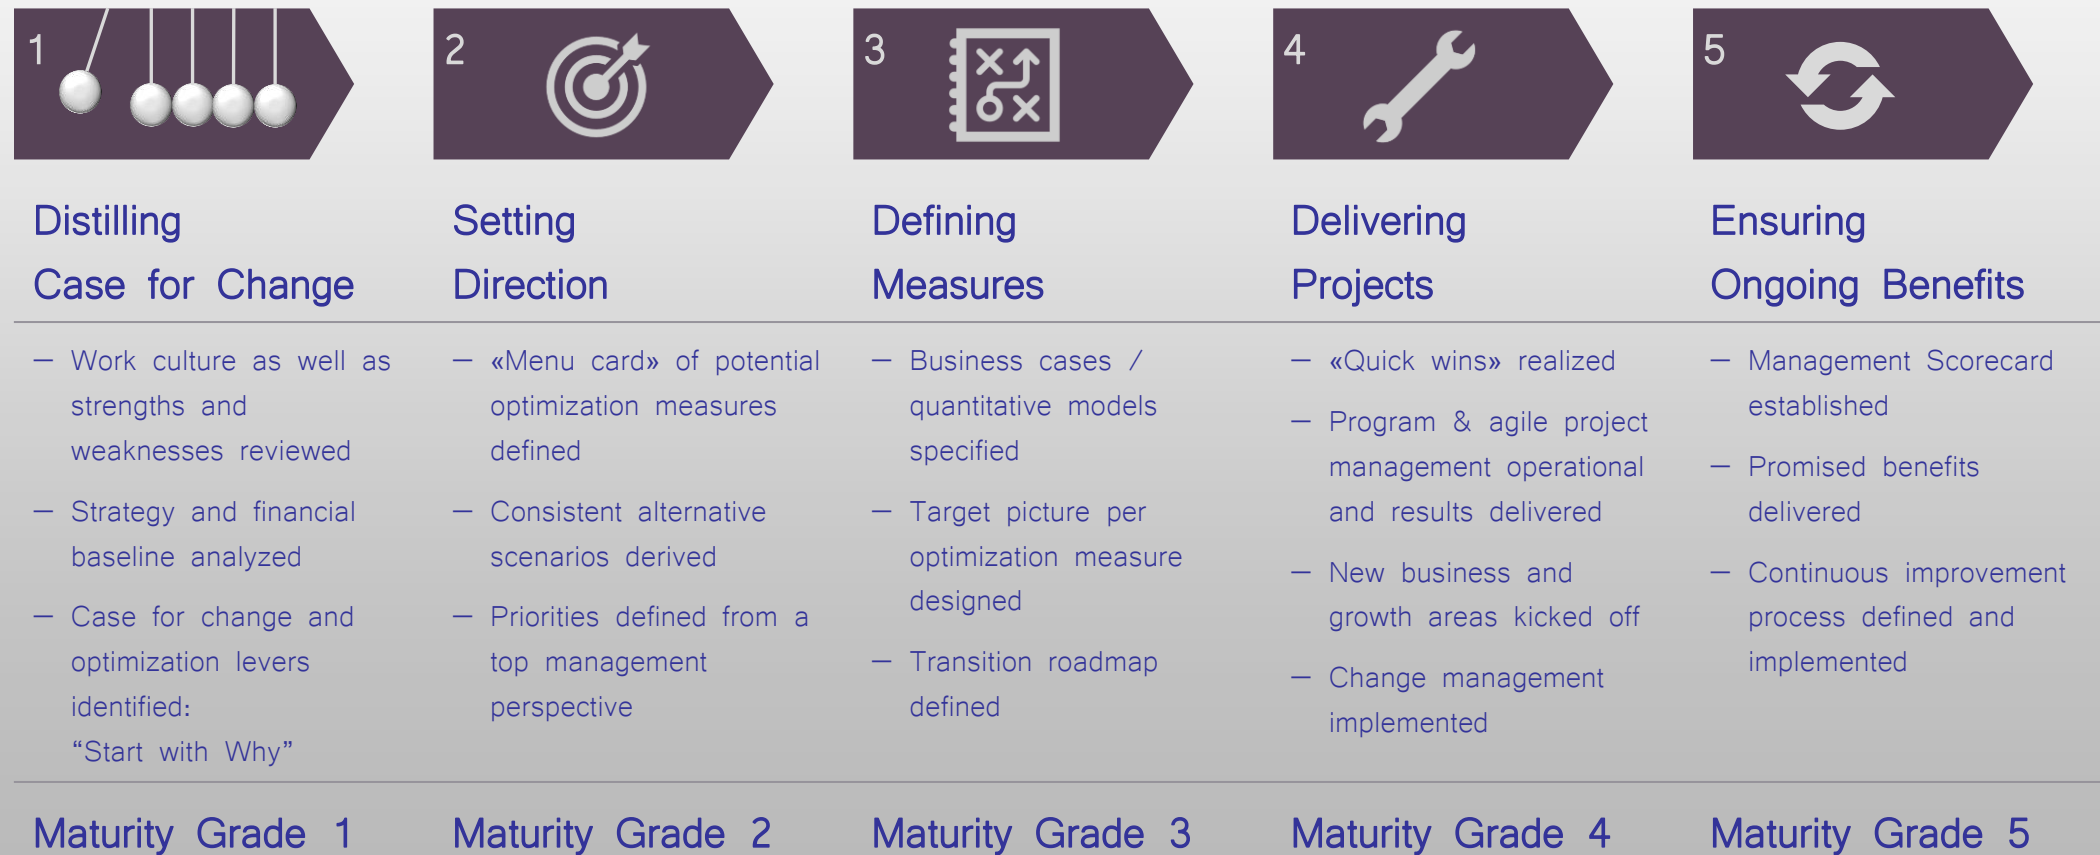 1
Distilling
Case for Change
— Work culture as well as
strengths and
weaknesses reviewed
— Strategy and financial
baseline analyzed
— Case for change and
optimization levers
identified:
“Start with Why”
Maturity Grade 1
2
Setting
Direction
— «Menu card» of potential
optimization measures
defined
— Consistent alternative
scenarios derived
— Priorities defined from a
top management
perspective
Maturity Grade 2
3
Defining
Measures
— Business cases /
quantitative models
specified
— Target picture per
optimization measure
designed
— Transition roadmap
defined
Maturity Grade 3
4
Delivering
Projects
— «Quick wins» realized
— Program & agile project
management operational
and results delivered
— New business and
growth areas kicked off
— Change management
implemented
Maturity Grade 4
5
Ensuring
Ongoing Benefits
— Management Scorecard
established
— Promised benefits
delivered
— Continuous improvement
process defined and
implemented
Maturity Grade 5